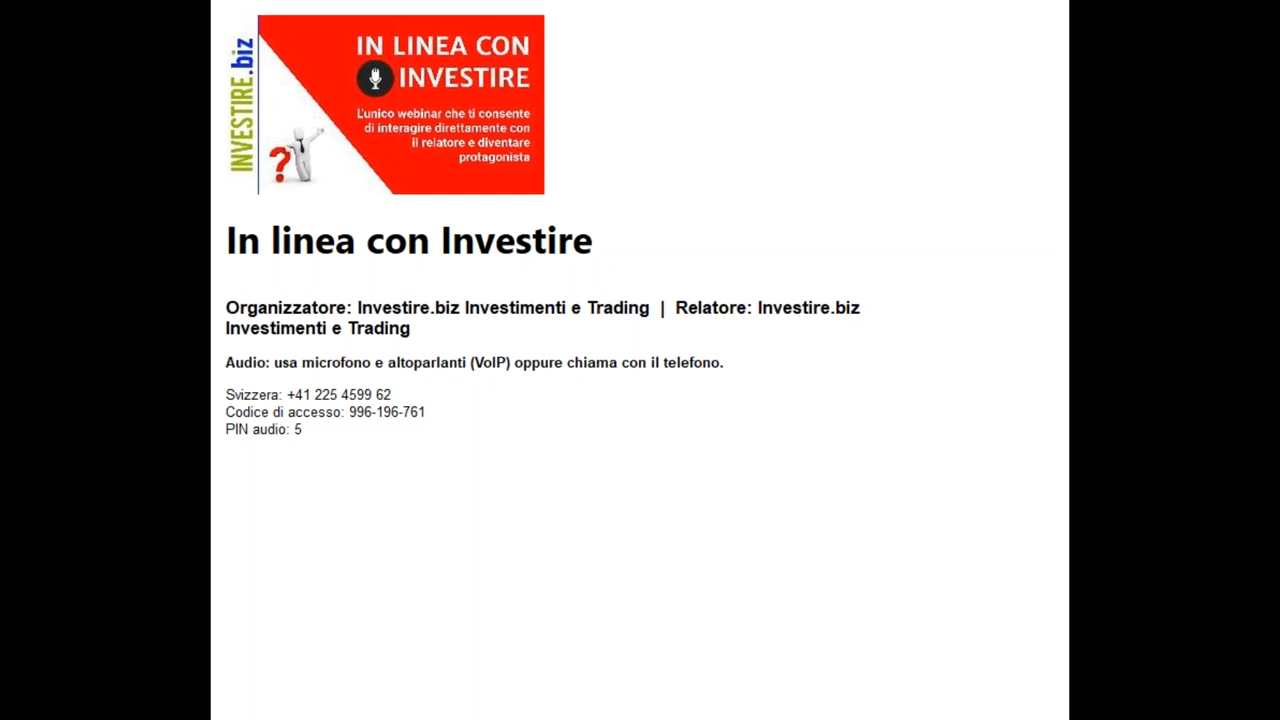 INVESTIRE.biz
IN LINEA CON
INVESTIRE
L'unico webinar che ti consente
di interagire direttamente con
il relatore e diventare
protagonista
In linea con Investire
Organizzatore: Investire.biz Investimenti e Trading | Relatore: Investire.biz
Investimenti e Trading
Audio: usa microfono e altoparlanti (VoIP) oppure chiama con il telefono.
Svizzera: +41 225 4599 62
Codice di accesso: 996-196-761
PIN audio: 5